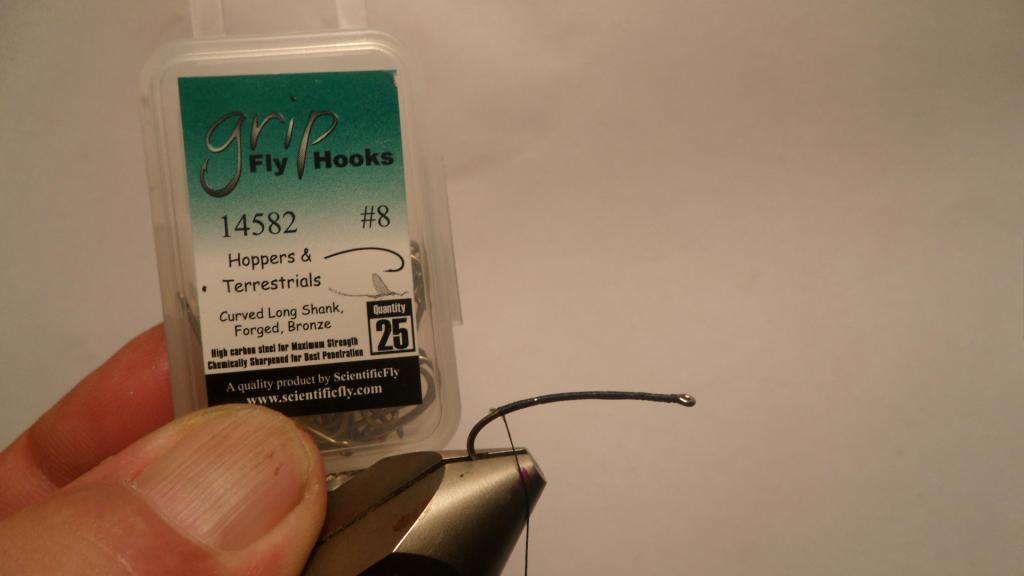 grip
Fly Hooks
14582 #8
Hoppers &
Terrestrials
Curved Long Shank,
Forged, Bronze
Quantity
25
High carbon steel for Maximum Strength
Chemically Sharpened for Best Penetration
A quality product by ScientificFly
www.scientificfly.com